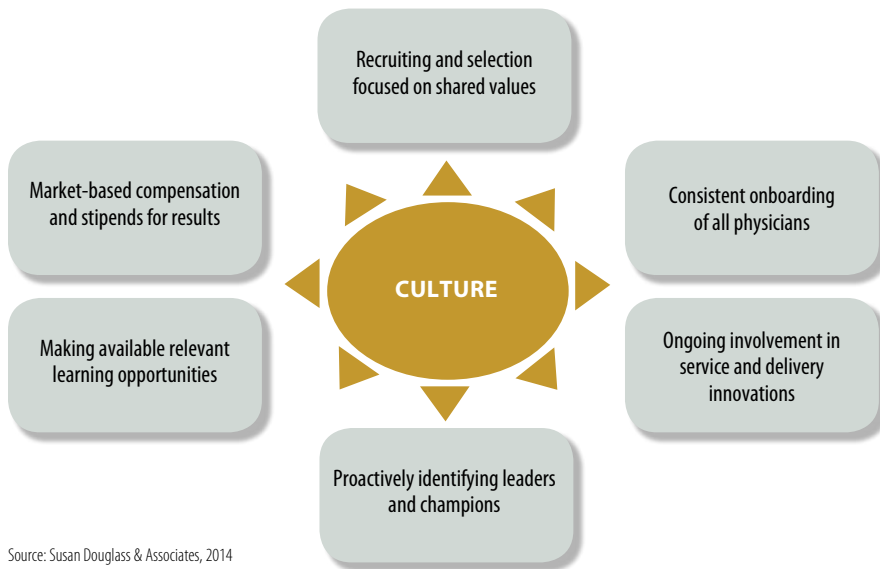 Recruiting and selection
focused on shared values
Market-based compensation
and stipends for results
Consistent onboarding
of all physicians
CULTURE
Making available relevant
learning opportunities
Ongoing involvement in
service and delivery
innovations
Proactively identifying leaders
and champions
Source: Susan Douglass & Associates, 2014